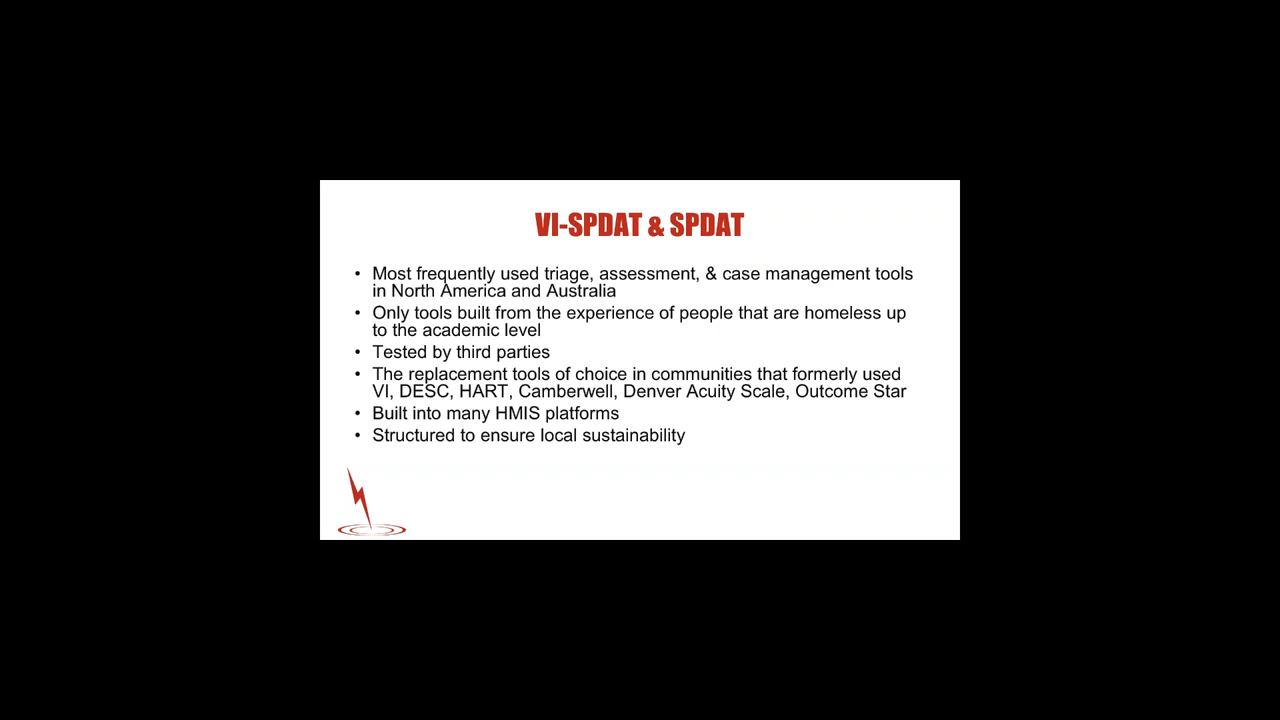 VI-SPDAT & SPDAT
• Most frequently used triage, assessment, & case management tools
in North America and Australia
• Only tools built from the experience of people that are homeless up
to the academic level
• Tested by third parties
• The replacement tools of choice in communities that formerly used
VI, DESC, HART, Camberwell, Denver Acuity Scale, Outcome Star
• Built into many HMIS platforms
• Structured to ensure local sustainability